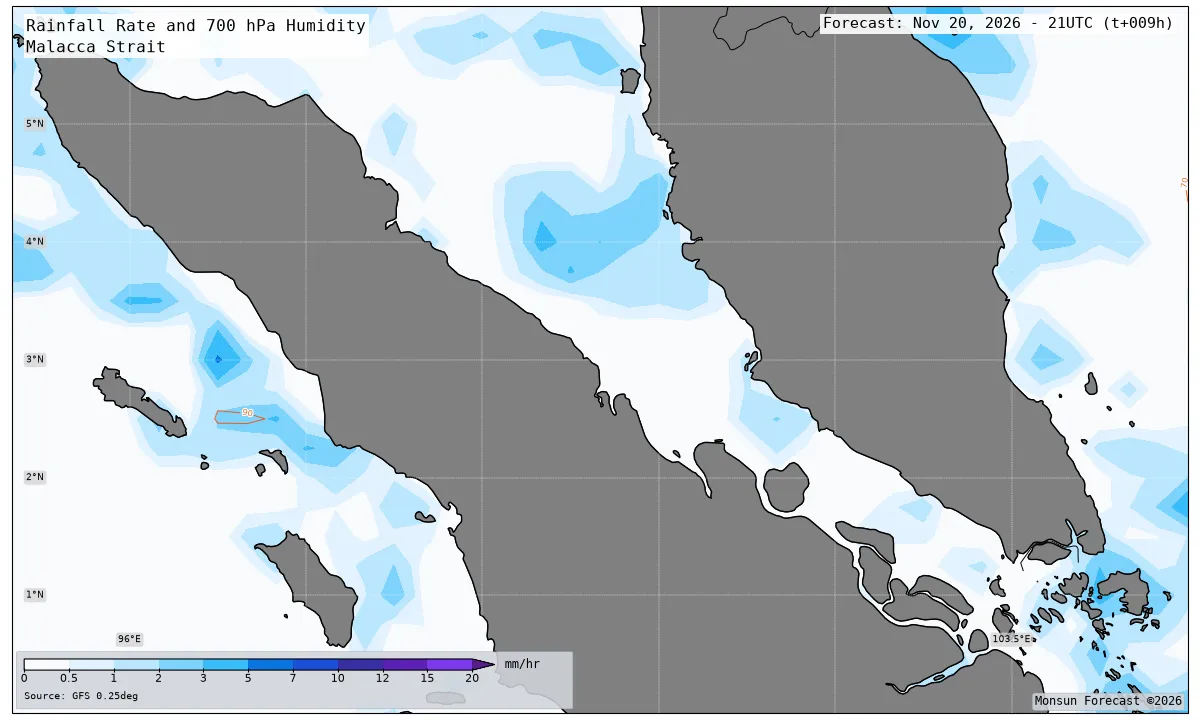 Rainfall Rate and 700 hPa Humidity
Malacca Strait
Forecast: Nov 20, 2026 - 21UTC (t+009h)
5°N
70
4°N
3°N
90
2°N
1°N
96°E
103.5°E
mm/hr
0 0.5 1 2 3 5 7 10 12 15 20
Source: GFS 0.25deg
Monsun Forecast ©2026